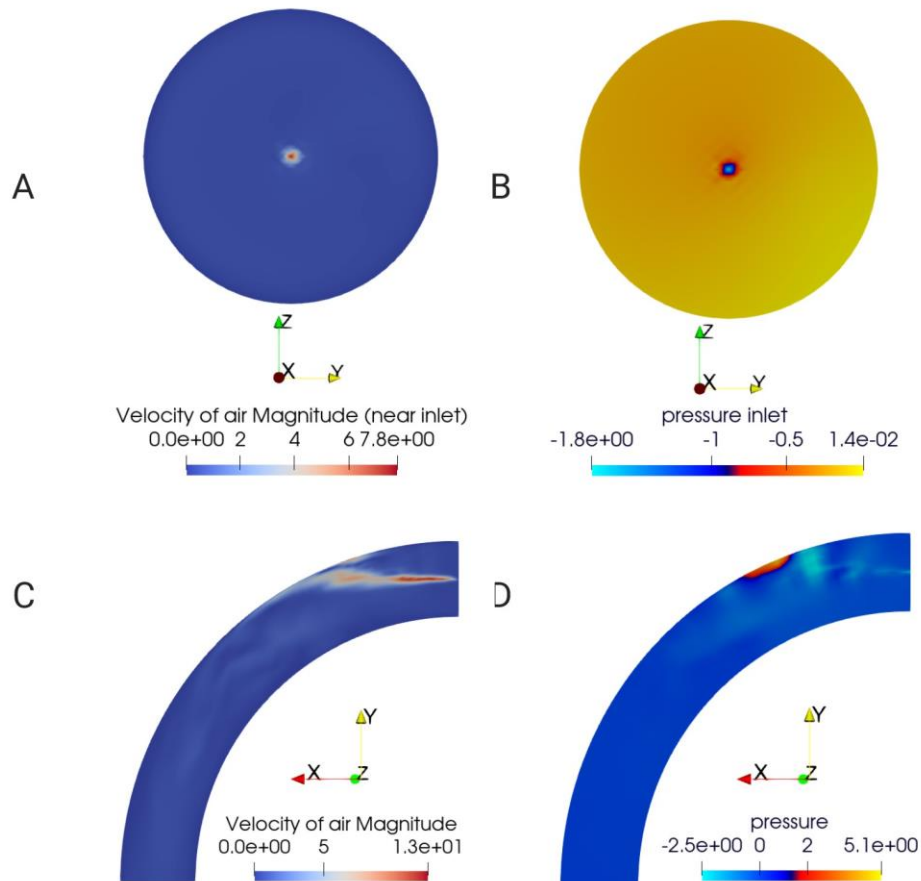 A
B
Z
X
Y
Z
X
Y
Velocity of air Magnitude (near inlet)
0.0e+00 2 4 6 7.8e+00
pressure inlet
-1.8e+00 -1 -0.5 1.4e-02
C
D
Y
X
Z
Y
X
Z
Velocity of air Magnitude
0.0e+00 5 1.3e+01
pressure
-2.5e+00 0 2 5.1e+00